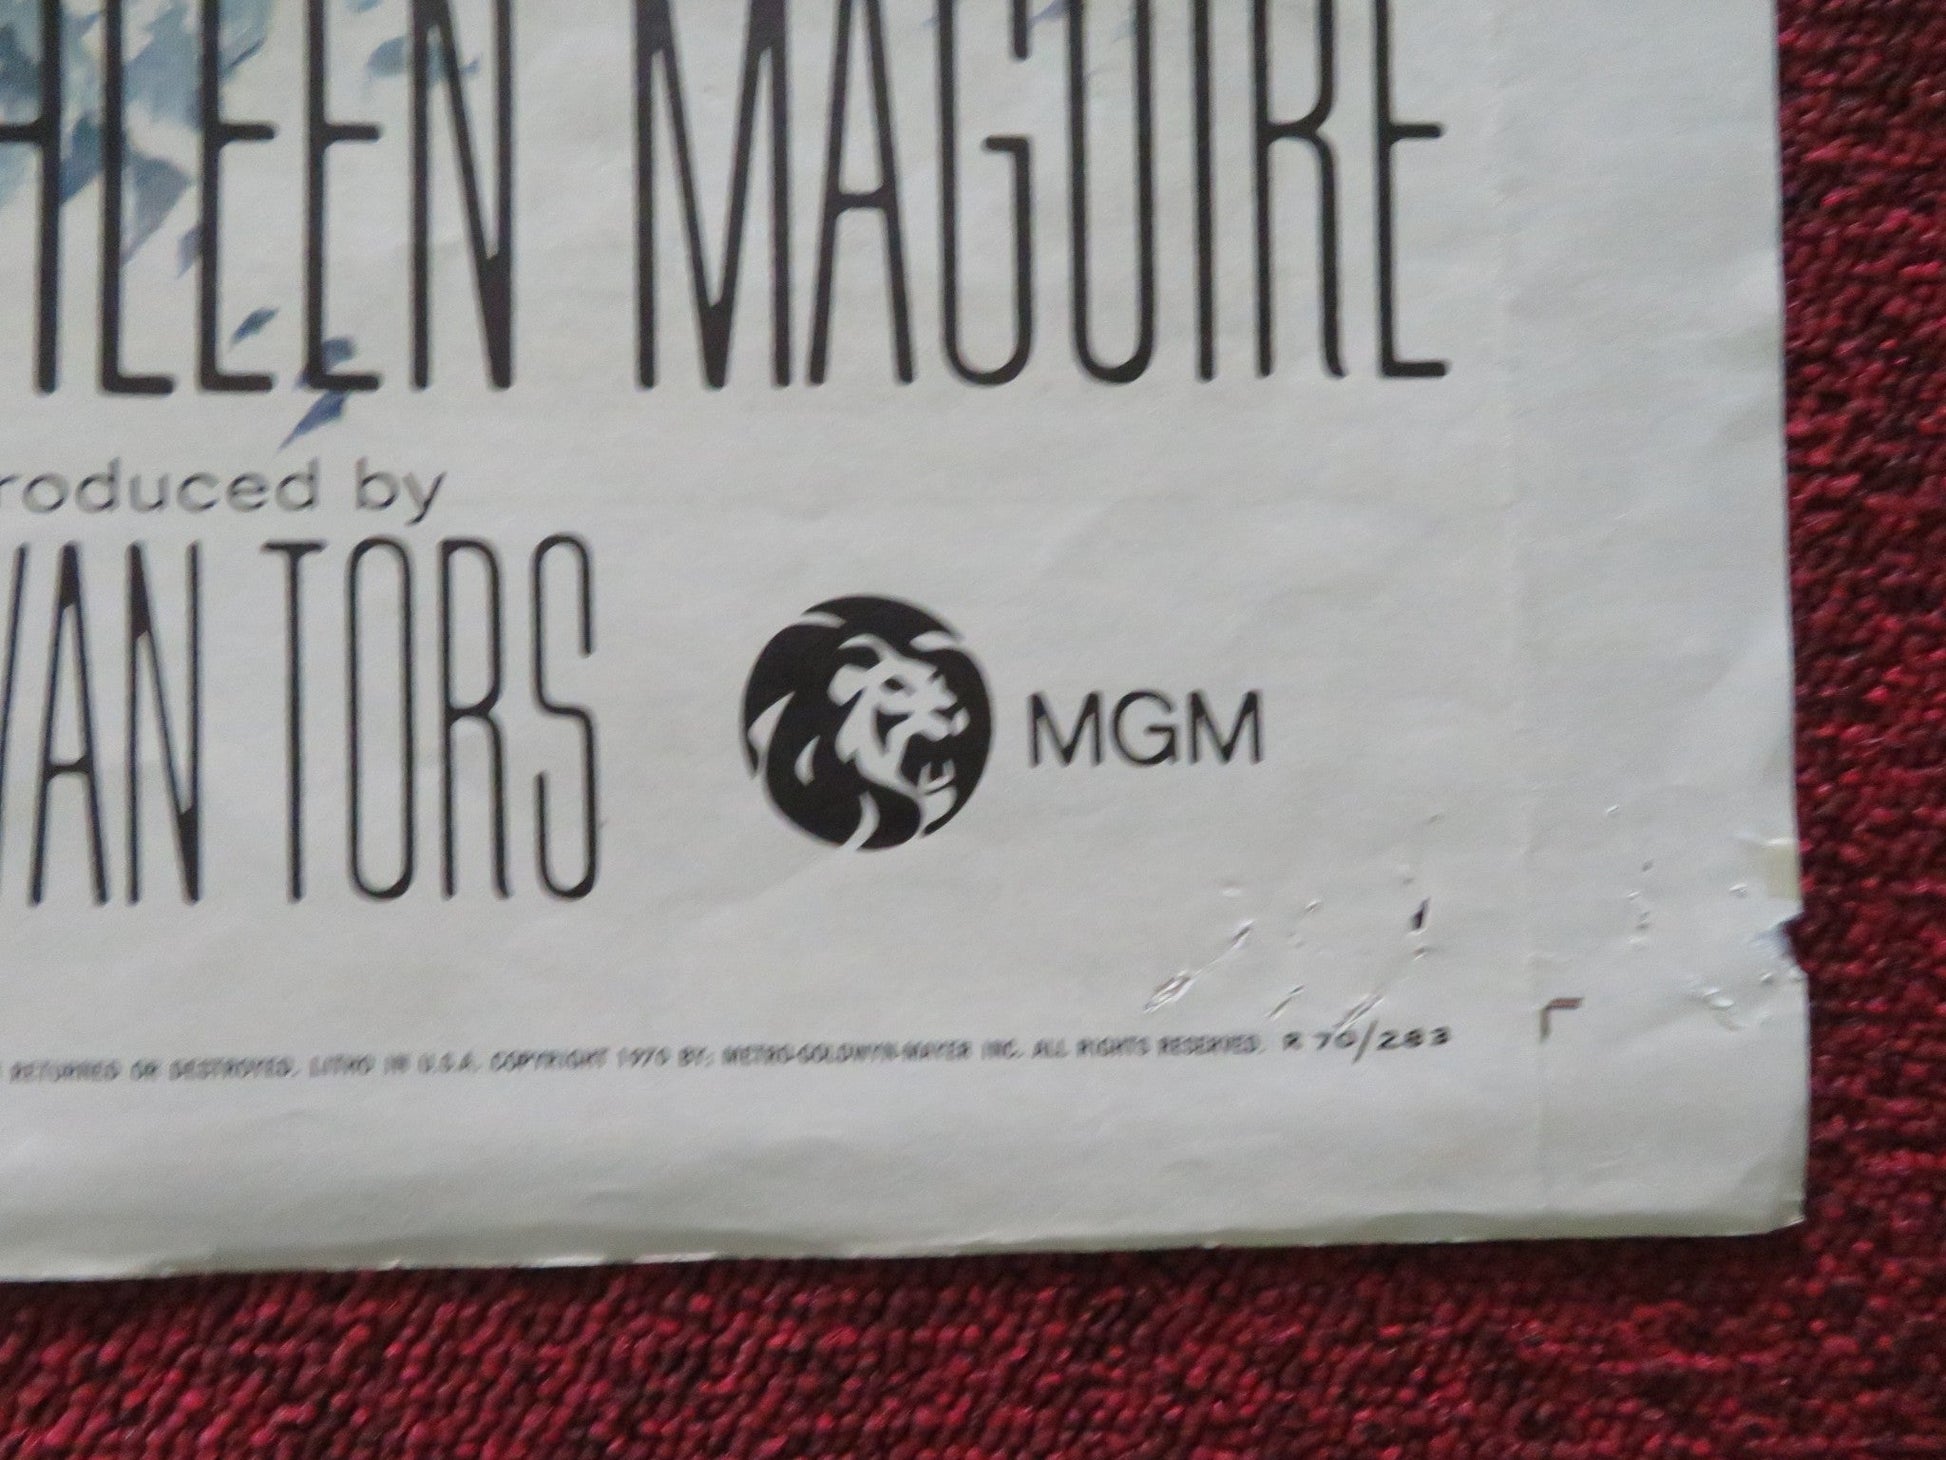 HLEEN MAGUIRE
roduced by
VAN TORS
MGM
RETURNED OR DESTROYED. LITHO IN U.S.A. COPYRIGHT 1970 BY: METRO-GOLDWYN-MAYER INC. ALL RIGHTS RESERVED. R 70/283